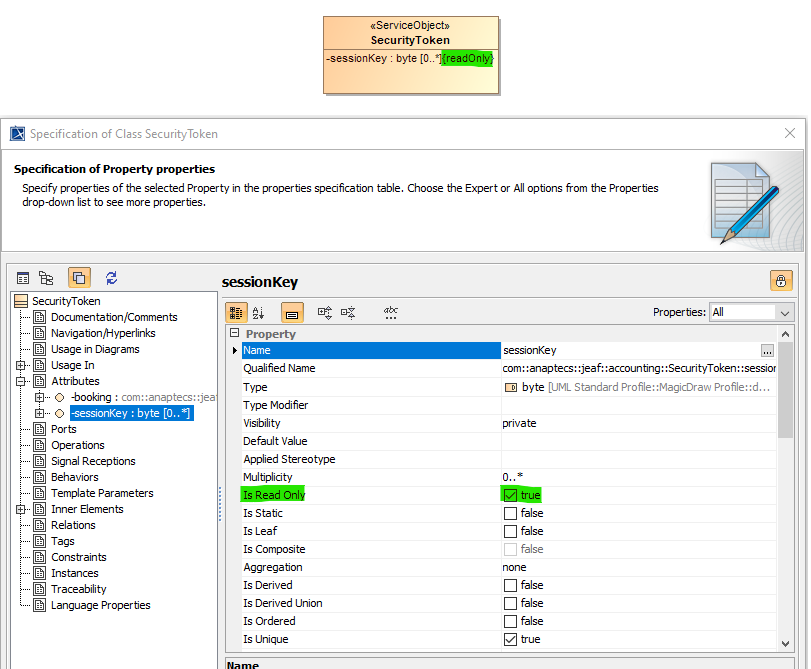 «ServiceObject»
SecurityToken
-sessionKey : byte [0..*]{readOnly}
Specification of Class SecurityToken
Specification of Property properties
Specify properties of the selected Property in the properties specification table. Choose the Expert or All options from the Properties
drop-down list to see more properties.
sessionKey
Properties: All
SecurityToken
Documentation/Comments
Navigation/Hyperlinks
Usage in Diagrams
Usage In
Attributes
-booking : com::anaptecs::jeaf
-sessionKey : byte [0..*]
Ports
Operations
Signal Receptions
Behaviors
Template Parameters
Inner Elements
Relations
Tags
Constraints
Instances
Traceability
Language Properties
Property
Name sessionKey ...
Qualified Name com::anaptecs::jeaf::accounting::SecurityToken::session
Type byte [UML Standard Profile::MagicDraw Profile::d...
Type Modifier
Visibility private
Default Value
Applied Stereotype
Multiplicity 0..*
Is Read Only true
Is Static false
Is Leaf false
Is Composite false
Aggregation none
Is Derived false
Is Derived Union false
Is Ordered false
Is Unique true
Name